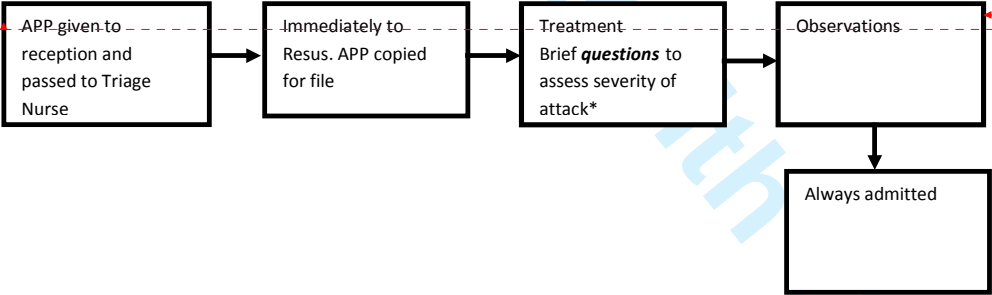 APP given to
reception and
passed to Triage
Nurse
Immediately to
Resus. APP copied
for file
Treatment
Brief questions to
assess severity of
attack*
Observations
Always admitted
ith